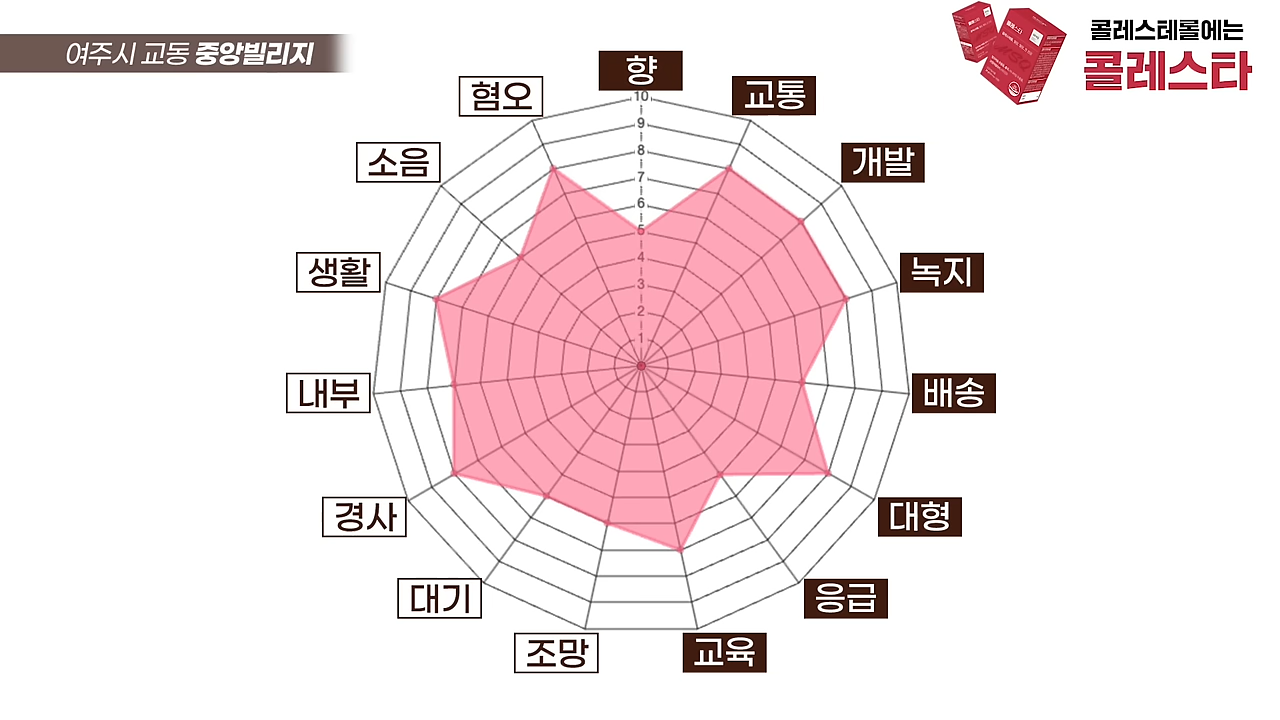 여주시 교동 중앙빌리지
콜레스테롤에는
콜레스타
향
교통
개발
녹지
배송
대형
응급
교육
조망
대기
경사
내부
생활
소음
혐오
10
9
8
7
6
5
4
3
2
1